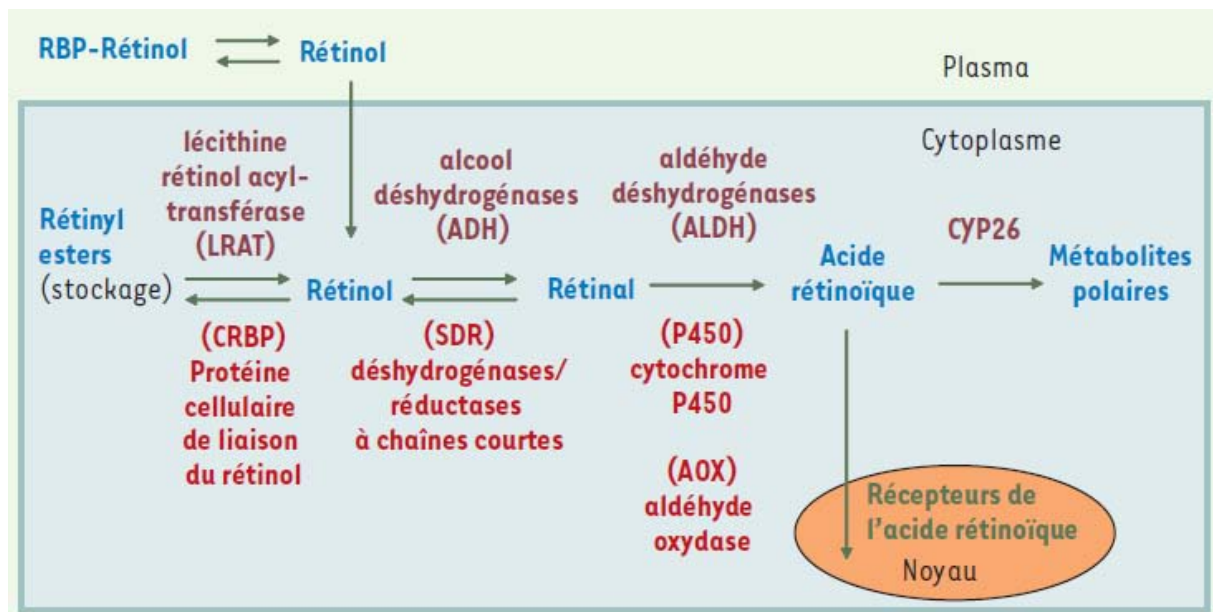 RBP-Rétinol
Rétinol
Plasma
Cytoplasme
lécithine
rétinol acyl-
transférase
(LRAT)
alcool
déshydrogénases
(ADH)
aldéhyde
déshydrogénases
(ALDH)
CYP26
Rétinyl
esters
(stockage)
Rétinol
Rétinal
Acide
rétinoïque
Métabolites
polaires
(CRBP)
Protéine
cellulaire
de liaison
du rétinol
(SDR)
déshydrogénases/
réductases
à chaînes courtes
(P450)
cytochrome
P450
(AOX)
aldéhyde
oxydase
Récepteurs de
l'acide rétinoïque
Noyau